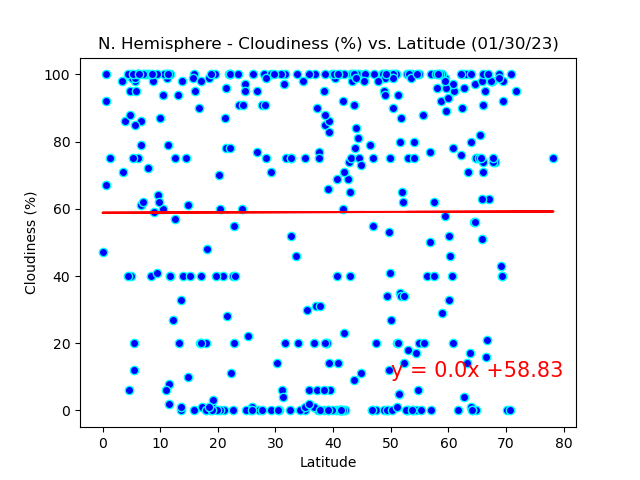 N. Hemisphere - Cloudiness (%) vs. Latitude (01/30/23)
100
80
60
40
20
0
Cloudiness (%)
y = 0.0x +58.83
0 10 20 30 40 50 60 70 80
Latitude